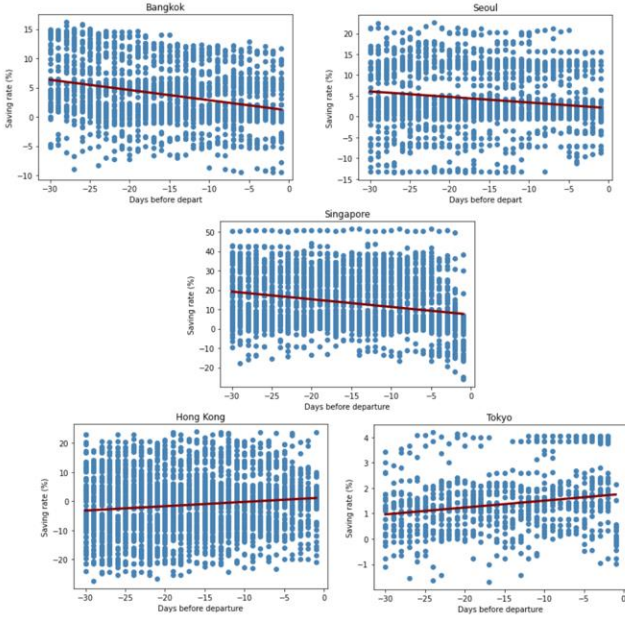 Bangkok
15
10
5
0
−5
−10
Saving rate (%)
−30 −25 −20 −15 −10 −5 0
Days before depart
Seoul
20
15
10
5
0
−5
−10
−15
Saving rate (%)
−30 −25 −20 −15 −10 −5 0
Days before depart
Singapore
50
40
30
20
10
0
−10
−20
Saving rate (%)
−30 −25 −20 −15 −10 −5 0
Days before departure
Hong Kong
20
10
0
−10
−20
Saving rate (%)
−30 −25 −20 −15 −10 −5 0
Days before departure
Tokyo
4
3
2
1
0
−1
Saving rate (%)
−30 −25 −20 −15 −10 −5 0
Days before departure